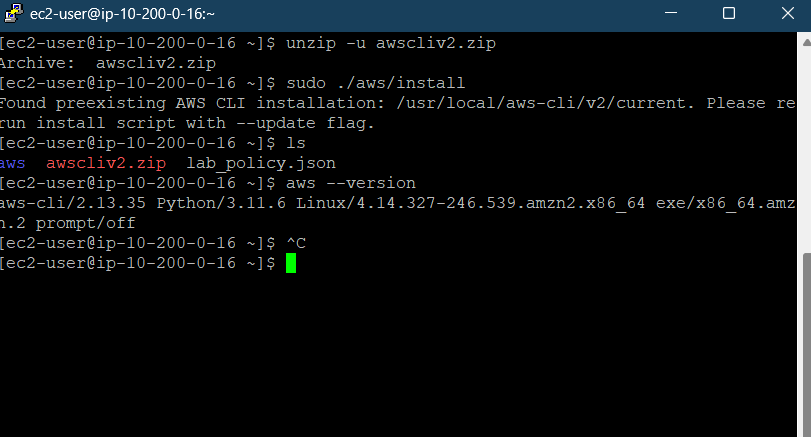 ec2-user@ip-10-200-0-16:~
[ec2-user@ip-10-200-0-16 ~]$ unzip -u awscliv2.zip
Archive:  awscliv2.zip
[ec2-user@ip-10-200-0-16 ~]$ sudo ./aws/install
Found preexisting AWS CLI installation: /usr/local/aws-cli/v2/current. Please re
run install script with --update flag.
[ec2-user@ip-10-200-0-16 ~]$ ls
aws  awscliv2.zip  lab_policy.json
[ec2-user@ip-10-200-0-16 ~]$ aws --version
aws-cli/2.13.35 Python/3.11.6 Linux/4.14.327-246.539.amzn2.x86_64 exe/x86_64.amz
n.2 prompt/off
[ec2-user@ip-10-200-0-16 ~]$ ^C
[ec2-user@ip-10-200-0-16 ~]$